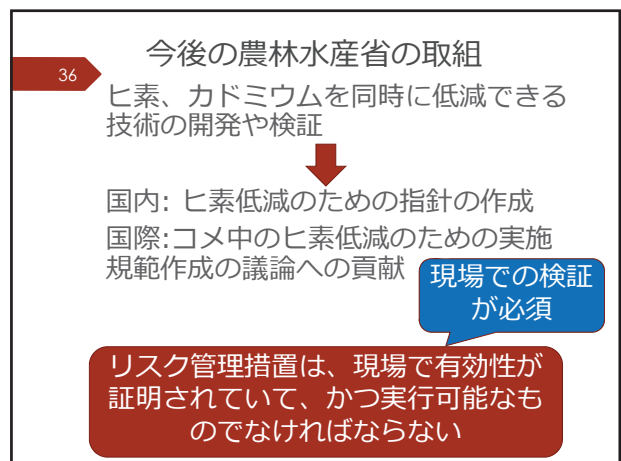 今後の農林水産省の取組
36
ヒ素、カドミウムを同時に低減できる
技術の開発や検証
国内: ヒ素低減のための指針の作成
国際:コメ中のヒ素低減のための実施
規範作成の議論への貢献
現場での検証
が必須
リスク管理措置は、現場で有効性が
証明されていて、かつ実行可能なも
のでなければならない